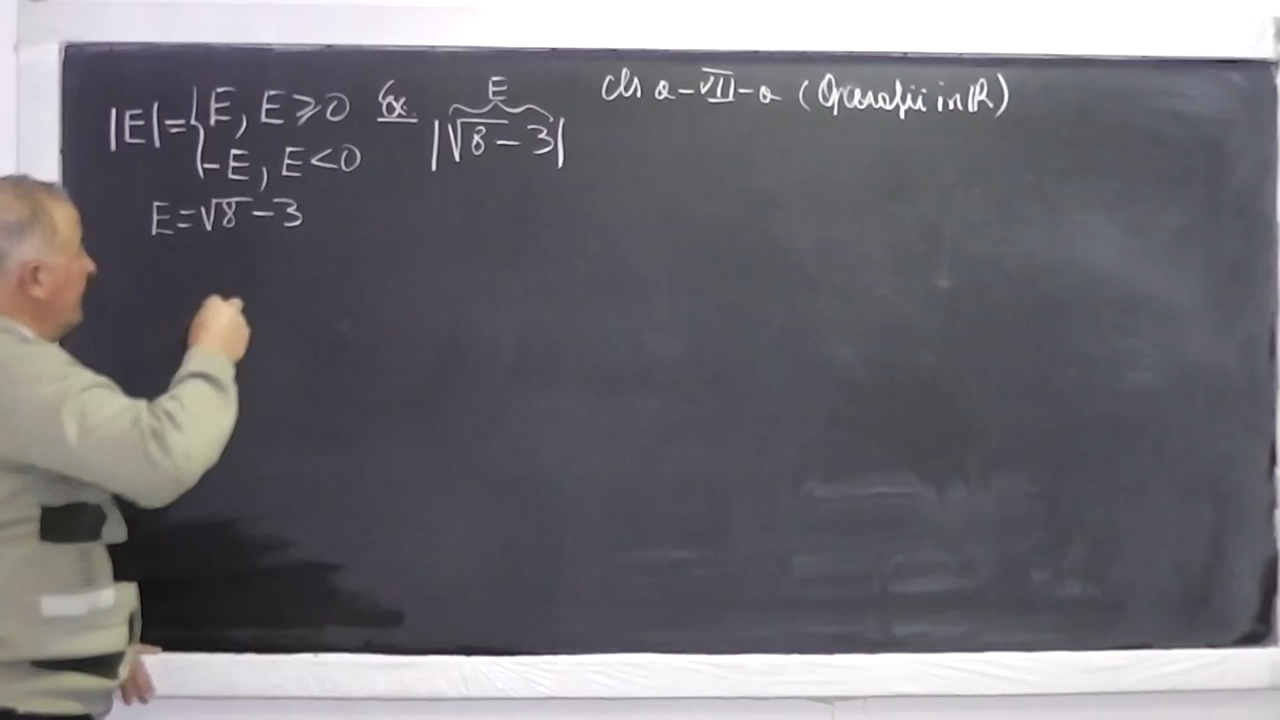 |E|={E, E⩾0
-E, E<0
E=√8-3
Ex. |√8-3|
E
cls a-VII-a (Operații in ℝ)